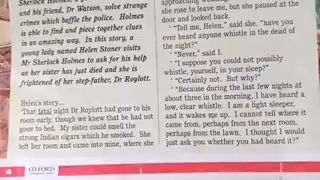 and his friend, Dr Watson, solve strange
crimes which baffle the police. Holmes
is able to find and piece together clues
in an amazing way. In this story, a
young lady named Helen Stoner visits
Mr Sherlock Holmes to ask for his help
as her sister has just died and she is
frightened of her step-father, Dr Roylott.
Helen's story...
'That fatal night Dr Roylott had gone to his
room early, though we knew that he had not
gone to bed. My sister could smell the
strong Indian cigars which he smoked. She
left her room and came into mine, where she
4
OXFORD
she rose to leave me, but she paused at the
door and looked back.
' "Tell me, Helen," said she, "have you
ever heard anyone whistle in the dead of
the night?"
' "Never," said I.
' "I suppose you could not possibly
whistle, yourself, in your sleep?"
' "Certainly not. But why?"
' "Because during the last few nights at
about three in the morning, I have heard a
low, clear whistle. I am a light sleeper,
and it wakes me up. I cannot tell where it
came from, perhaps from the next room,
perhaps from the lawn. I thought I would
just ask you whether you had heard it?"